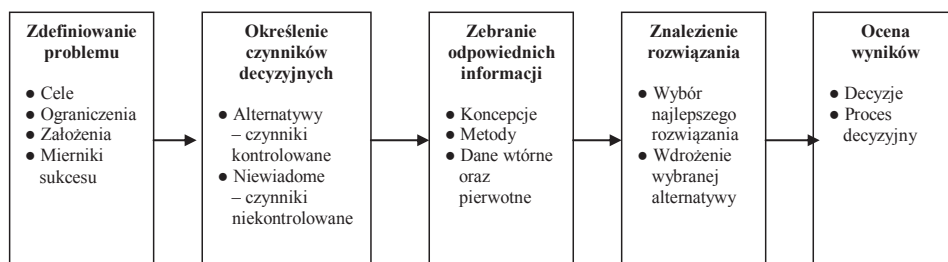 Zdefiniowanie
problemu
● Cele
● Ograniczenia
● Założenia
● Mierniki
sukcesu
Określenie
czynników
decyzyjnych
● Alternatywy
– czynniki
kontrolowane
● Niewiadome
– czynniki
niekontrolowane
Zebranie
odpowiednich
informacji
● Koncepcje
● Metody
● Dane wtórne
oraz
pierwotne
Znalezienie
rozwiązania
● Wybór
najlepszego
rozwiązania
● Wdrożenie
wybranej
alternatywy
Ocena
wyników
● Decyzje
● Proces
decyzyjny